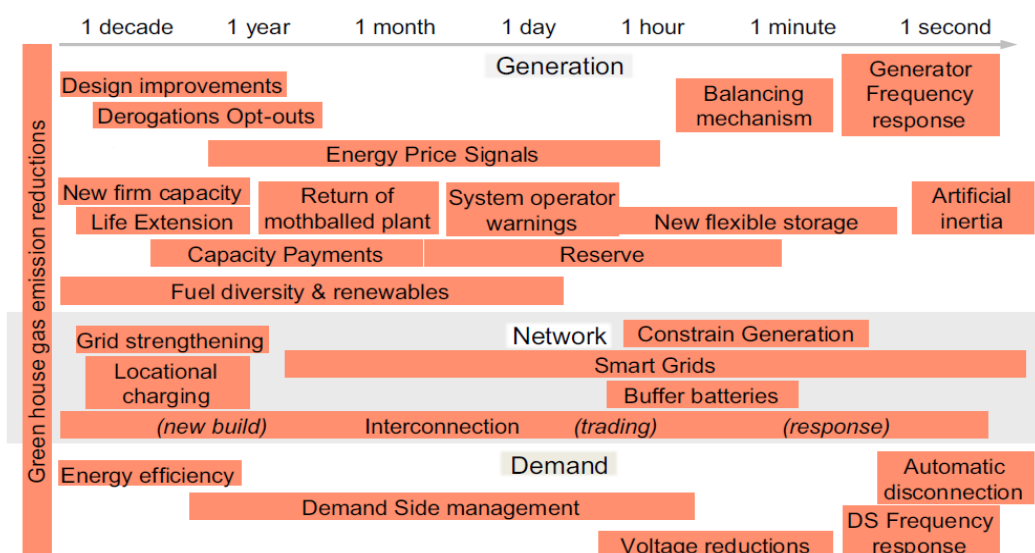 1 decade 1 year 1 month 1 day 1 hour 1 minute 1 second
Green house gas emission reductions
Generation
Design improvements
Derogations Opt-outs
Balancing
mechanism
Generator
Frequency
response
Energy Price Signals
New firm capacity
Life Extension
Return of
mothballed plant
System operator
warnings
New flexible storage
Artificial
inertia
Capacity Payments
Reserve
Fuel diversity & renewables
Network
Grid strengthening
Constrain Generation
Smart Grids
Locational
charging
Buffer batteries
(new build) Interconnection (trading) (response)
Demand
Energy efficiency
Automatic
disconnection
Demand Side management
DS Frequency
response
Voltage reductions